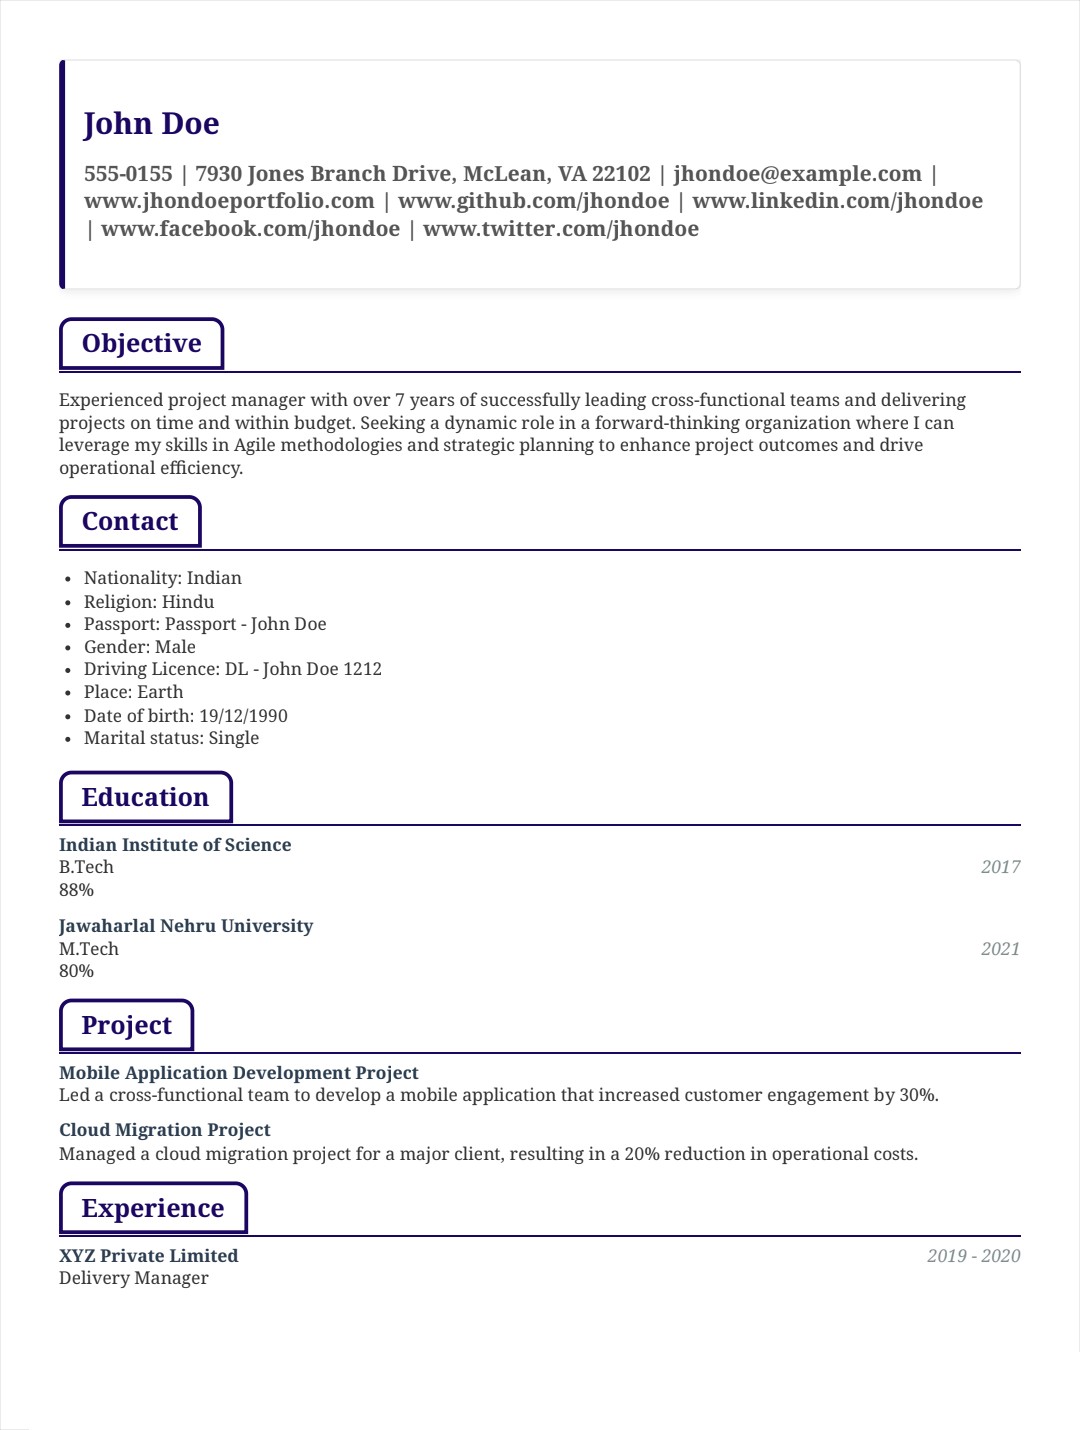 John Doe
555-0155 | 7930 Jones Branch Drive, McLean, VA 22102 | jhondoe@example.com |
www.jhondoeportfolio.com | www.github.com/jhondoe | www.linkedin.com/jhondoe
| www.facebook.com/jhondoe | www.twitter.com/jhondoe
Objective
Experienced project manager with over 7 years of successfully leading cross-functional teams and delivering
projects on time and within budget. Seeking a dynamic role in a forward-thinking organization where I can
leverage my skills in Agile methodologies and strategic planning to enhance project outcomes and drive
operational efficiency.
Contact
• Nationality: Indian
• Religion: Hindu
• Passport: Passport - John Doe
• Gender: Male
• Driving Licence: DL - John Doe 1212
• Place: Earth
• Date of birth: 19/12/1990
• Marital status: Single
Education
Indian Institute of Science
B.Tech 2017
88%
Jawaharlal Nehru University
M.Tech 2021
80%
Project
Mobile Application Development Project
Led a cross-functional team to develop a mobile application that increased customer engagement by 30%.
Cloud Migration Project
Managed a cloud migration project for a major client, resulting in a 20% reduction in operational costs.
Experience
XYZ Private Limited 2019 - 2020
Delivery Manager